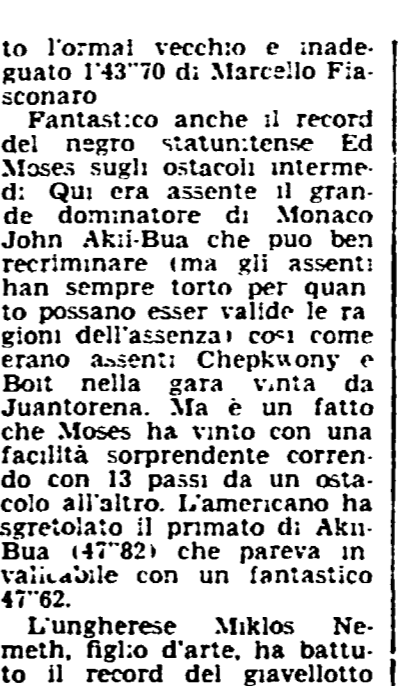 to l'ormai vecchio e inade-
guato 1'43"70 di Marcello Fia-
sconaro
Fantastico anche il record
del negro statunitense Ed
Moses sugli ostacoli interme-
di: Qui era assente il gran-
de dominatore di Monaco
John Akii-Bua che puo ben
recriminare (ma gli assenti
han sempre torto per quan
to possano esser valide le ra
gioni dell'assenza) così come
erano assenti Chepkwony e
Boit nella gara vinta da
Juantorena. Ma è un fatto
che Moses ha vinto con una
facilità sorprendente corren-
do con 13 passi da un osta-
colo all'altro. L'americano ha
sgretolato il primato di Akii-
Bua (47"82) che pareva in
valicabile con un fantastico
47"62.
L'ungherese Miklos Ne-
meth, figlio d'arte, ha battu-
to il record del giavellotto